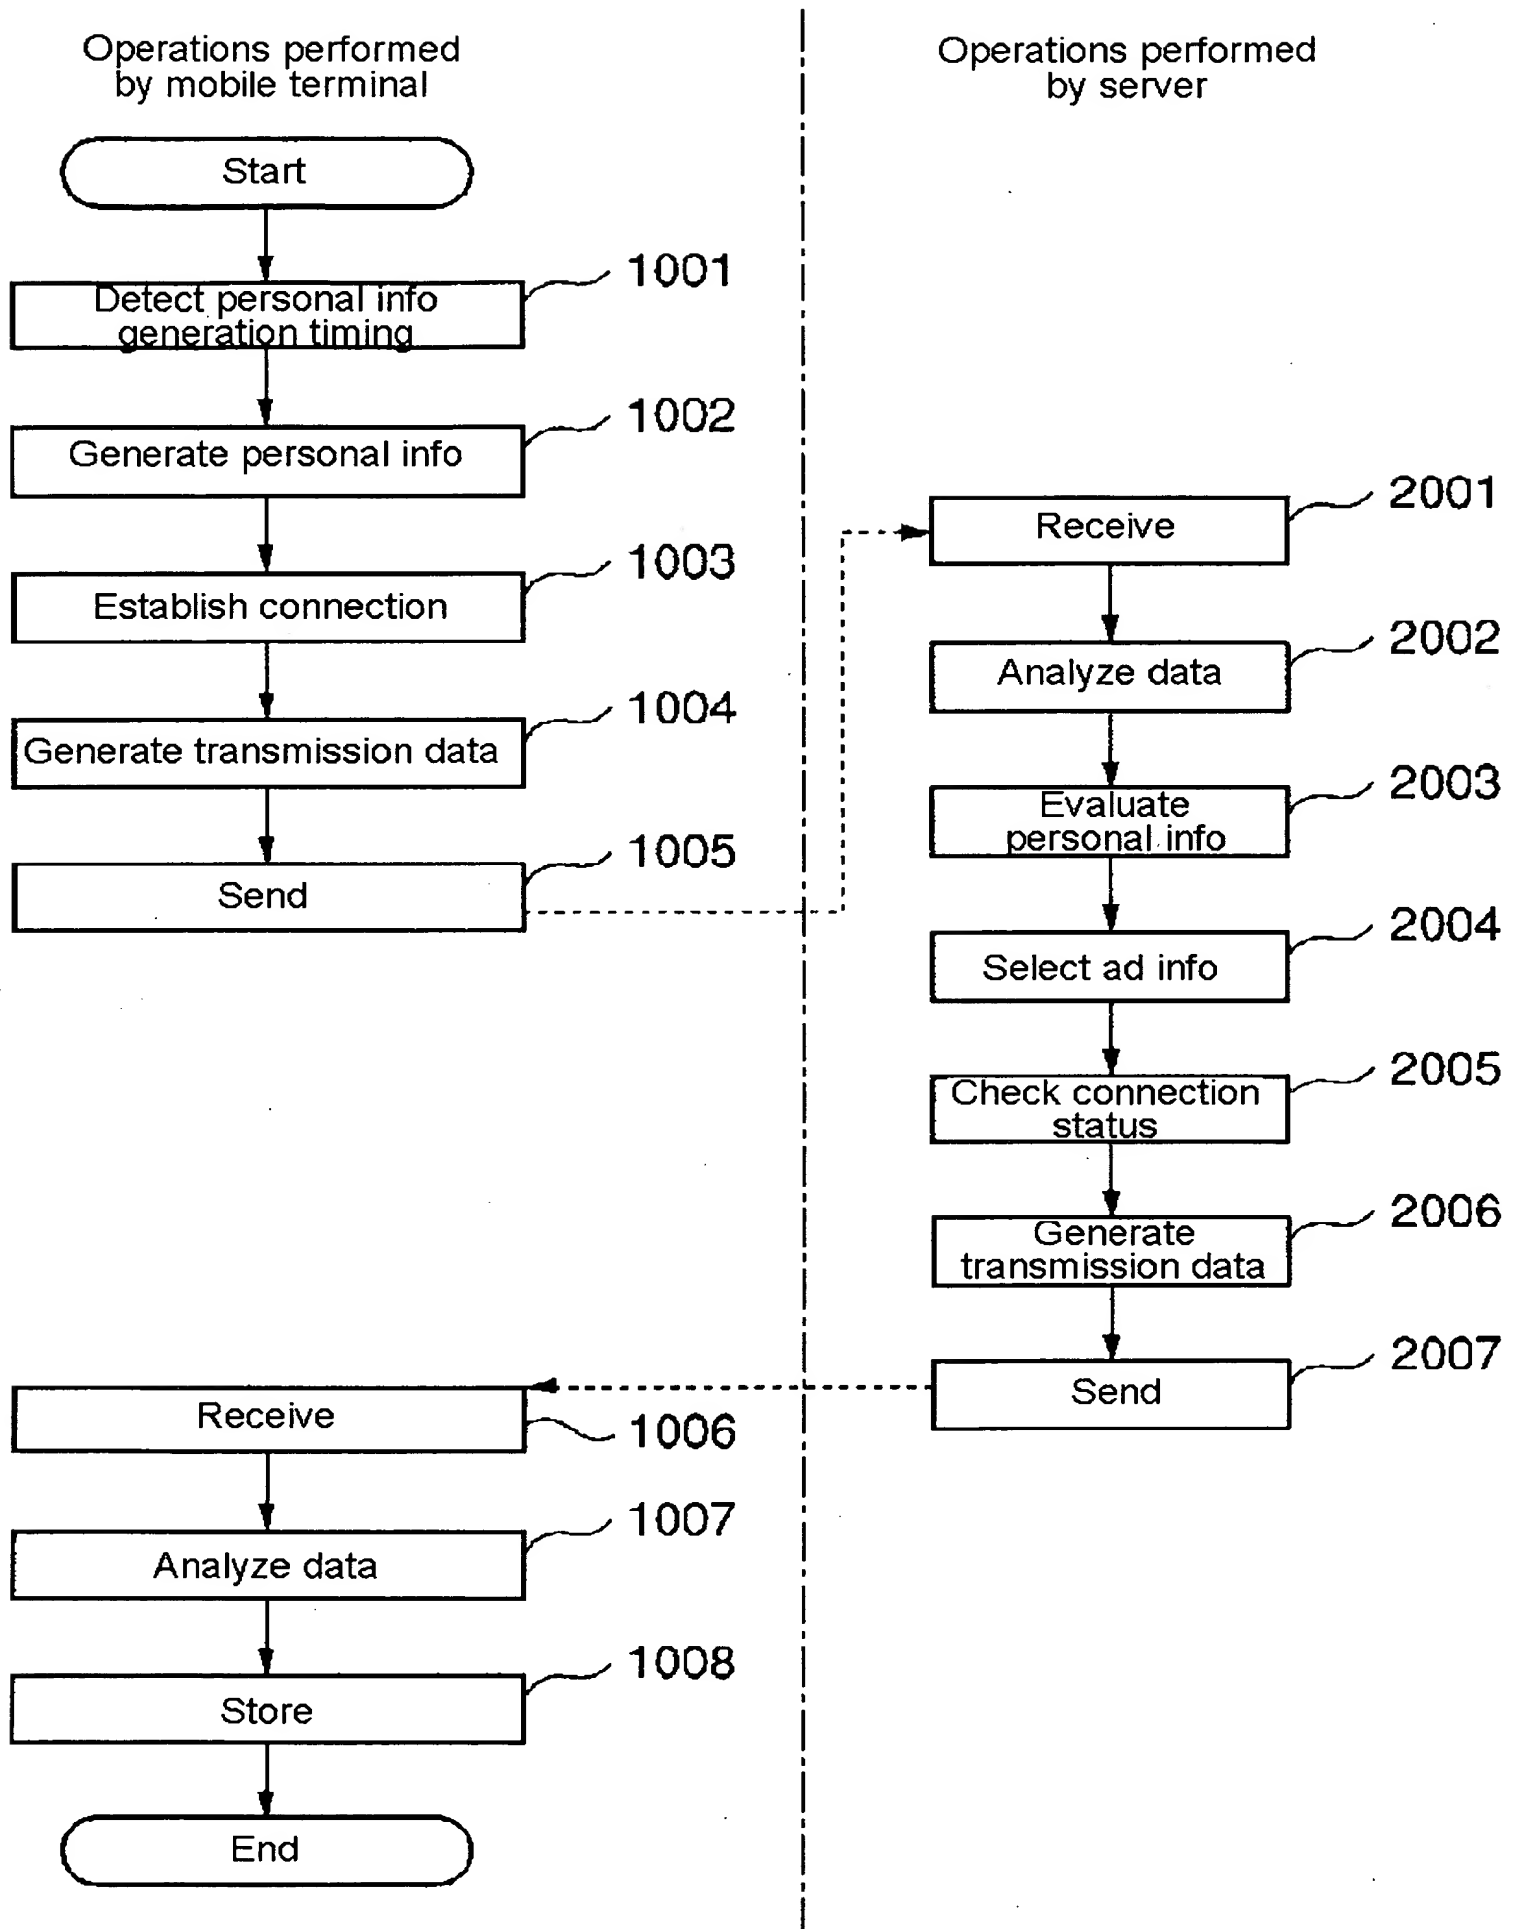 Operations performed
by mobile terminal
Start
1001
Detect personal info
generation timing
1002
Generate personal info
1003
Establish connection
1004
Generate transmission data
1005
Send
Operations performed
by server
2001
Receive
2002
Analyze data
2003
Evaluate
personal info
2004
Select ad info
2005
Check connection
status
2006
Generate
transmission data
2007
Send
Receive
1006
1007
Analyze data
1008
Store
End